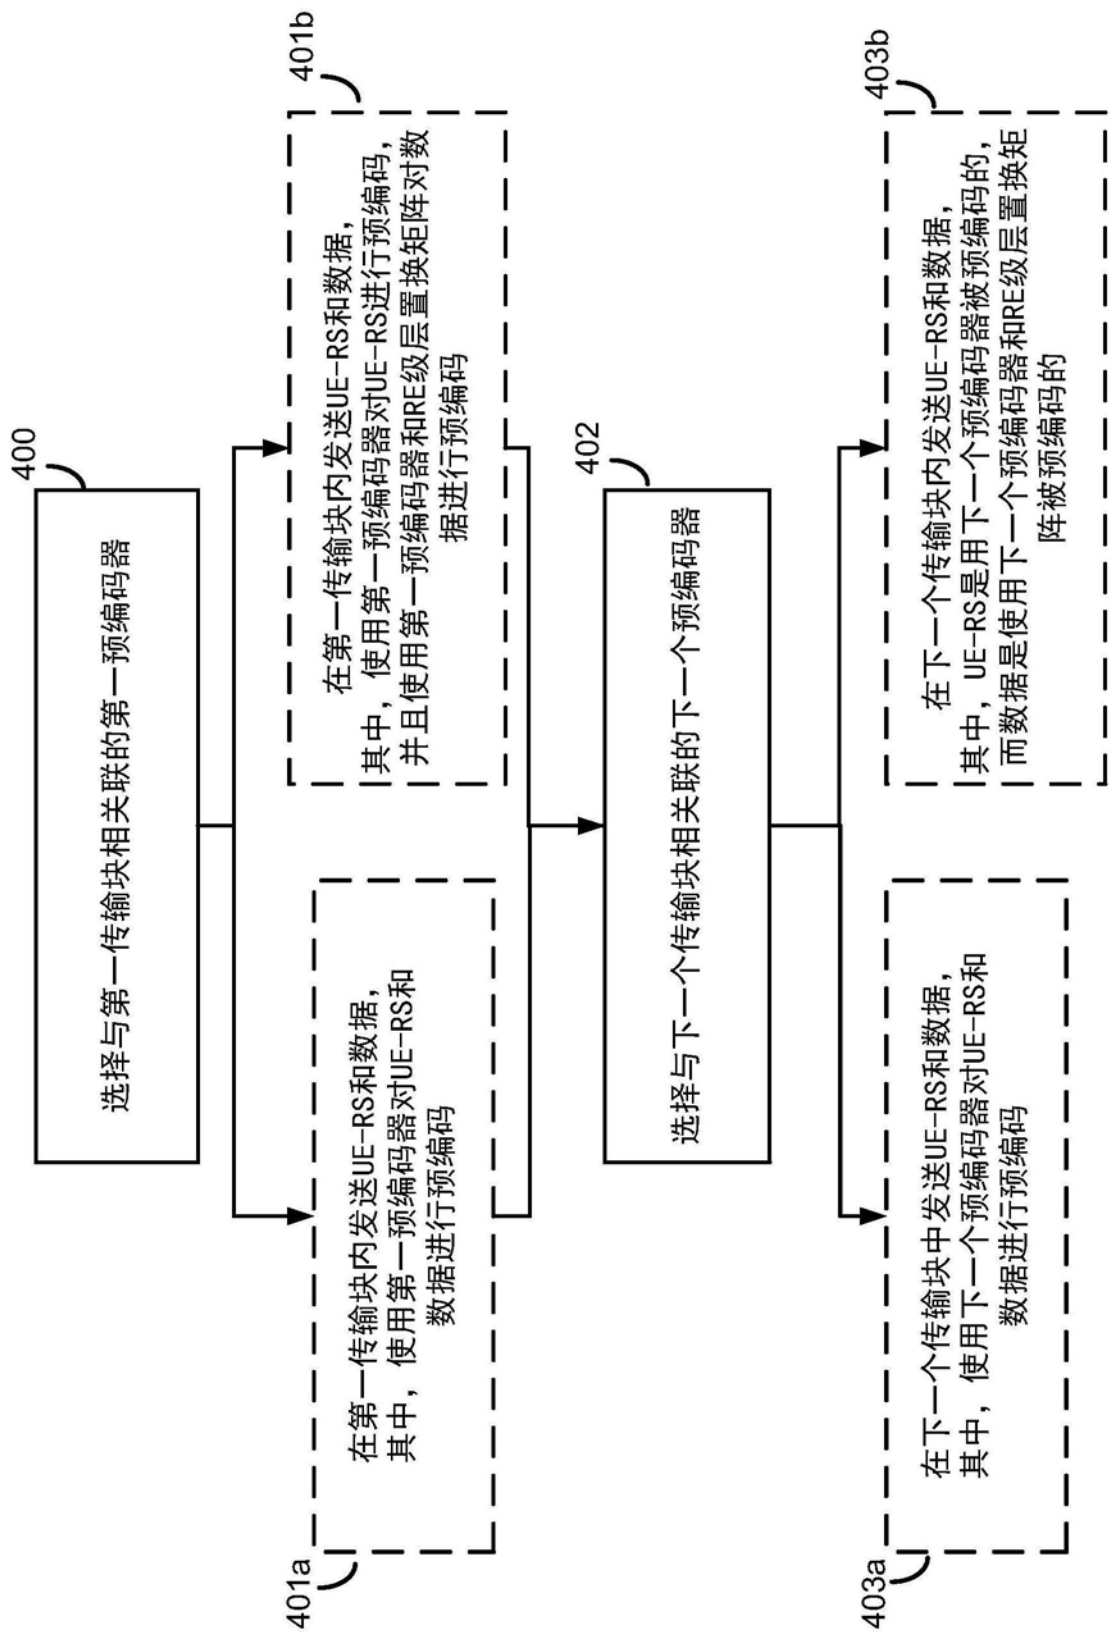 400
选择与第一传输块相关联的第一预编码器
401a
在第一传输块内发送UE-RS和数据，
其中，使用第一预编码器对UE-RS和
数据进行预编码
401b
在第一传输块内发送UE-RS和数据，
其中，使用第一预编码器对UE-RS进行预编码，
并且使用第一预编码器和RE级层置换矩阵对数
据进行预编码
402
选择与下一个传输块相关联的下一个预编码器
403a
在下一个传输块中发送UE-RS和数据，
其中，使用下一个预编码器对UE-RS和
数据进行预编码
403b
在下一个传输块内发送UE-RS和数据，
其中，UE-RS是用下一个预编码器被预编码的，
而数据是使用下一个预编码器和RE级层置换矩
阵被预编码的